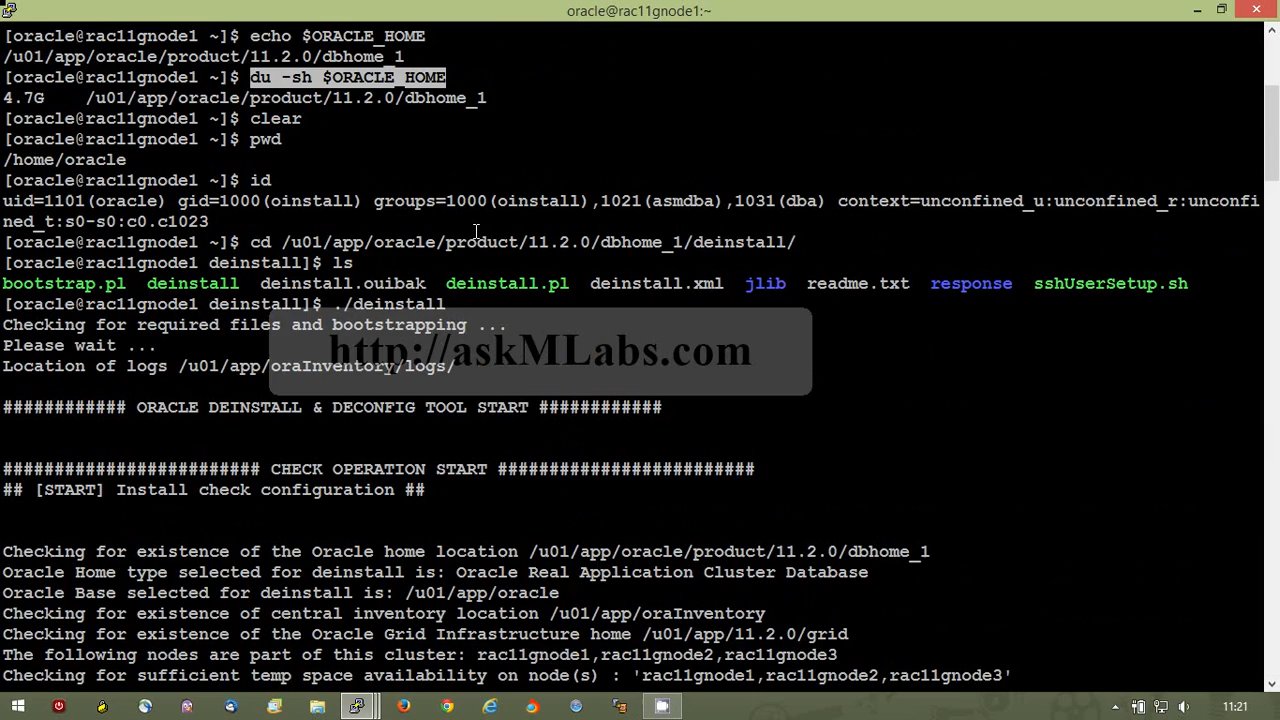 oracle@rac11gnode1:~
[oracle@rac11gnode1 ~]$ echo $ORACLE_HOME
/u01/app/oracle/product/11.2.0/dbhome_1
[oracle@rac11gnode1 ~]$ du -sh $ORACLE_HOME
4.7G    /u01/app/oracle/product/11.2.0/dbhome_1
[oracle@rac11gnode1 ~]$ clear
[oracle@rac11gnode1 ~]$ pwd
/home/oracle
[oracle@rac11gnode1 ~]$ id
uid=1101(oracle) gid=1000(oinstall) groups=1000(oinstall),1021(asmdba),1031(dba) context=unconfined_u:unconfined_r:unconfi
ned_t:s0-s0:c0.c1023
[oracle@rac11gnode1 ~]$ cd /u01/app/oracle/product/11.2.0/dbhome_1/deinstall/
[oracle@rac11gnode1 deinstall]$ ls
bootstrap.pl  deinstall  deinstall.ouibak  deinstall.pl  deinstall.xml  jlib  readme.txt  response  sshUserSetup.sh
[oracle@rac11gnode1 deinstall]$ ./deinstall
Checking for required files and bootstrapping ...
Please wait ...
http://askMLabs.com
Location of logs /u01/app/oraInventory/logs/
############ ORACLE DEINSTALL & DECONFIG TOOL START ############
######################### CHECK OPERATION START #########################
## [START] Install check configuration ##
Checking for existence of the Oracle home location /u01/app/oracle/product/11.2.0/dbhome_1
Oracle Home type selected for deinstall is: Oracle Real Application Cluster Database
Oracle Base selected for deinstall is: /u01/app/oracle
Checking for existence of central inventory location /u01/app/oraInventory
Checking for existence of the Oracle Grid Infrastructure home /u01/app/11.2.0/grid
The following nodes are part of this cluster: rac11gnode1,rac11gnode2,rac11gnode3
Checking for sufficient temp space availability on node(s) : 'rac11gnode1,rac11gnode2,rac11gnode3'
11:21